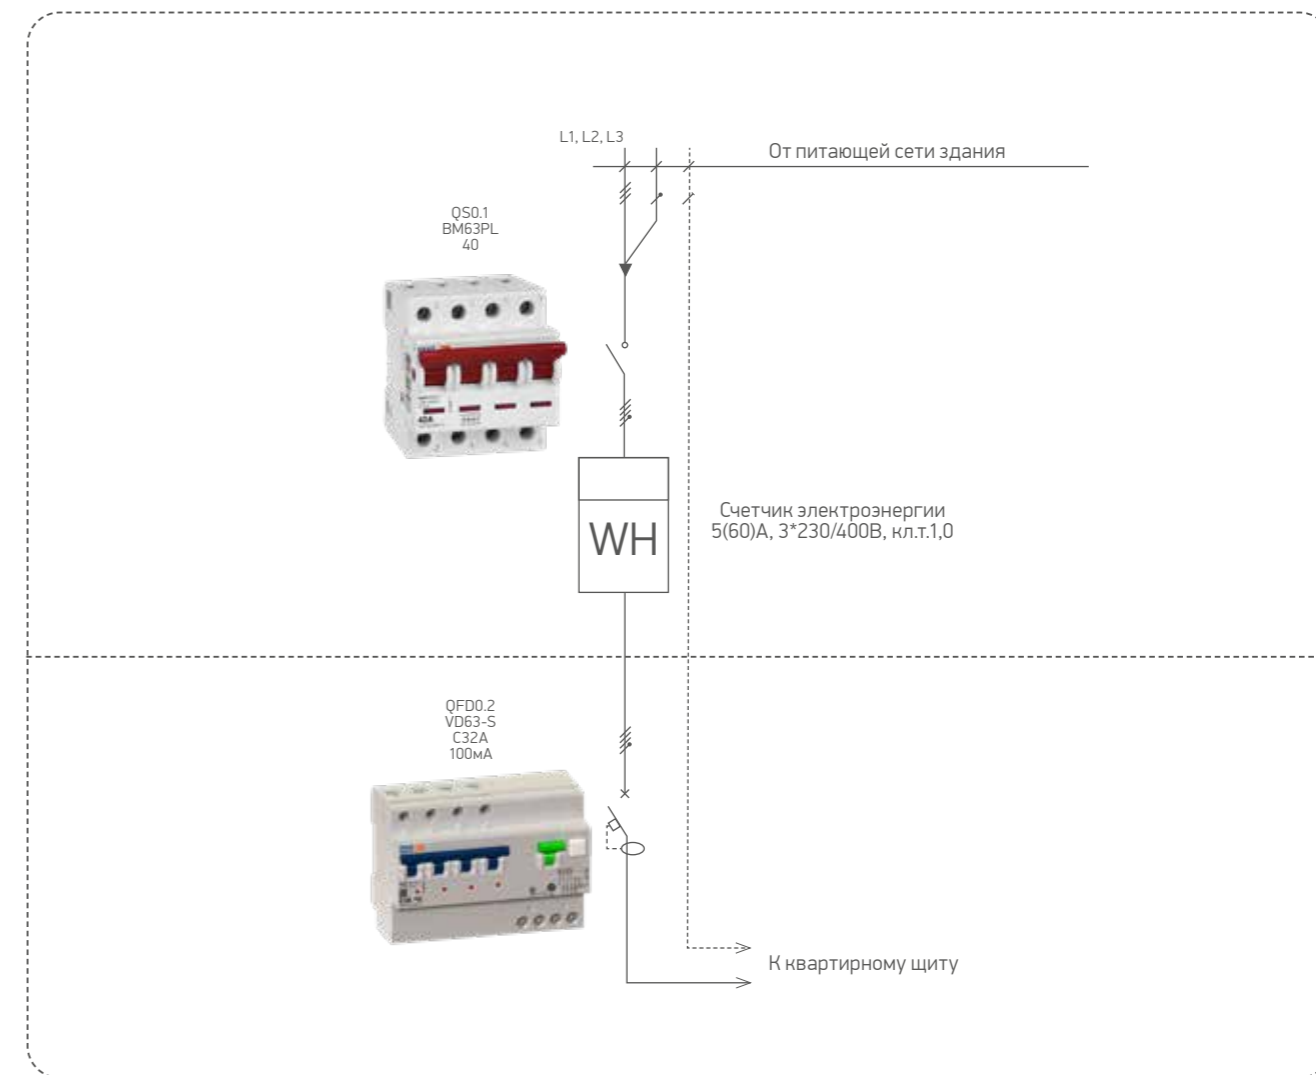 L1, L2, L3
От питающей сети здания
QS0.1
BM63PL
40
Счетчик электроэнергии
5(60)А, 3*230/400В, кл.т.1,0
WH
QFD0.2
VD63-S
C32A
100мА
К квартирному щиту